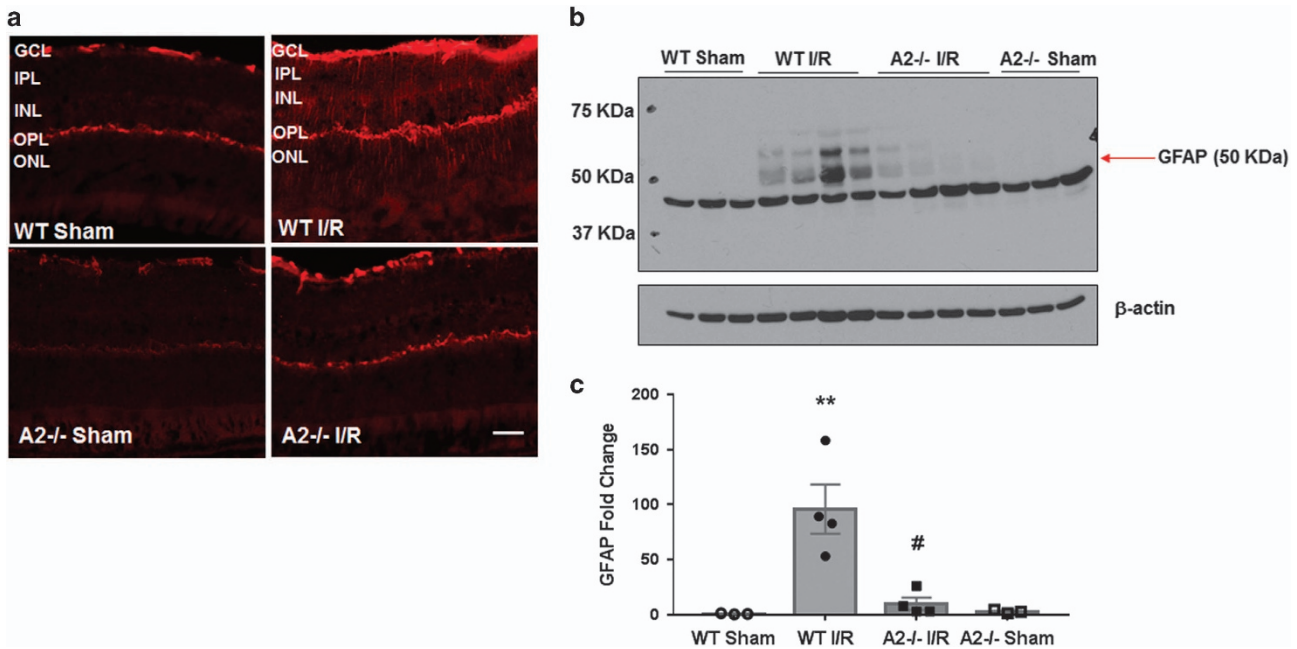 a
GCL
IPL
INL
OPL
ONL
WT Sham
GCL
IPL
INL
OPL
ONL
WT I/R
A2-/- Sham
A2-/- I/R
b
WT Sham
WT I/R
A2-/- I/R
A2-/- Sham
75 KDa
50 KDa
37 KDa
GFAP (50 KDa)
β-actin
c
GFAP Fold Change
200
150
100
50
0
**
#
WT Sham
WT I/R
A2-/- I/R
A2-/- Sham